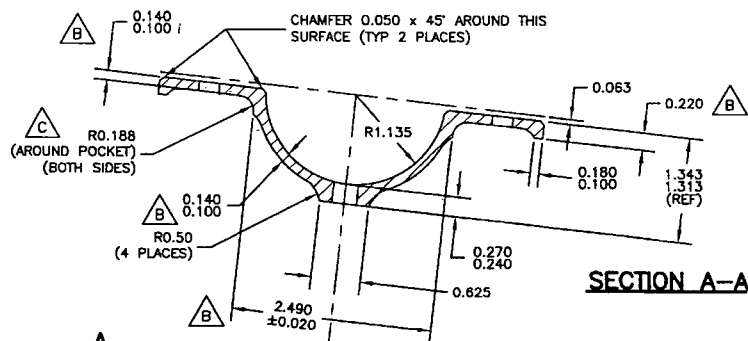 B
0.140
0.100
CHAMFER 0.050 x 45° AROUND THIS
SURFACE (TYP 2 PLACES)
0.063
0.220
B
C
R0.188
(AROUND POCKET)
(BOTH SIDES)
R1.135
0.180
0.100
1.343
1.313
(REF)
B
0.140
0.100
R0.50
(4 PLACES)
0.270
0.240
0.625
SECTION A-A
B
2.490
±0.020